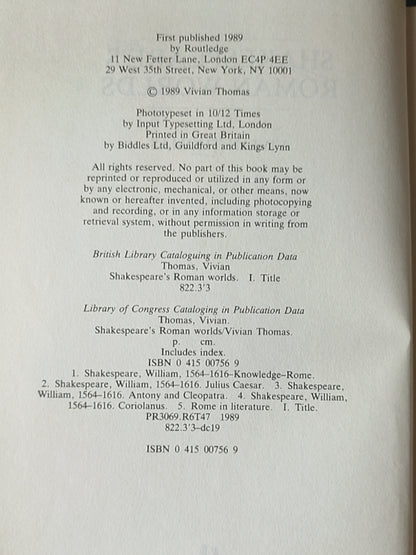 First published 1989
by Routledge
11 New Fetter Lane, London EC4P 4EE
29 West 35th Street, New York, NY 10001
© 1989 Vivian Thomas
Phototypeset in 10/12 Times
by Input Typesetting Ltd, London
Printed in Great Britain
by Biddles Ltd, Guildford and Kings Lynn
All rights reserved. No part of this book may be
reprinted or reproduced or utilized in any form or
by any electronic, mechanical, or other means, now
known or hereafter invented, including photocopying
and recording, or in any information storage or
retrieval system, without permission in writing from
the publishers.
British Library Cataloguing in Publication Data
Thomas, Vivian
Shakespeare's Roman worlds. I. Title
822.3'3
Library of Congress Cataloging in Publication Data
Thomas, Vivian.
Shakespeare's Roman worlds/Vivian Thomas.
p. cm.
Includes index.
ISBN 0 415 00756 9
1. Shakespeare, William, 1564-1616–Knowledge–Rome.
2. Shakespeare, William, 1564-1616. Julius Caesar. 3. Shakespeare,
William, 1564-1616. Antony and Cleopatra. 4. Shakespeare, William,
1564-1616. Coriolanus. 5. Rome in literature. I. Title.
PR3069.R6T47 1989
822.3'3–dc19
ISBN 0 415 00756 9